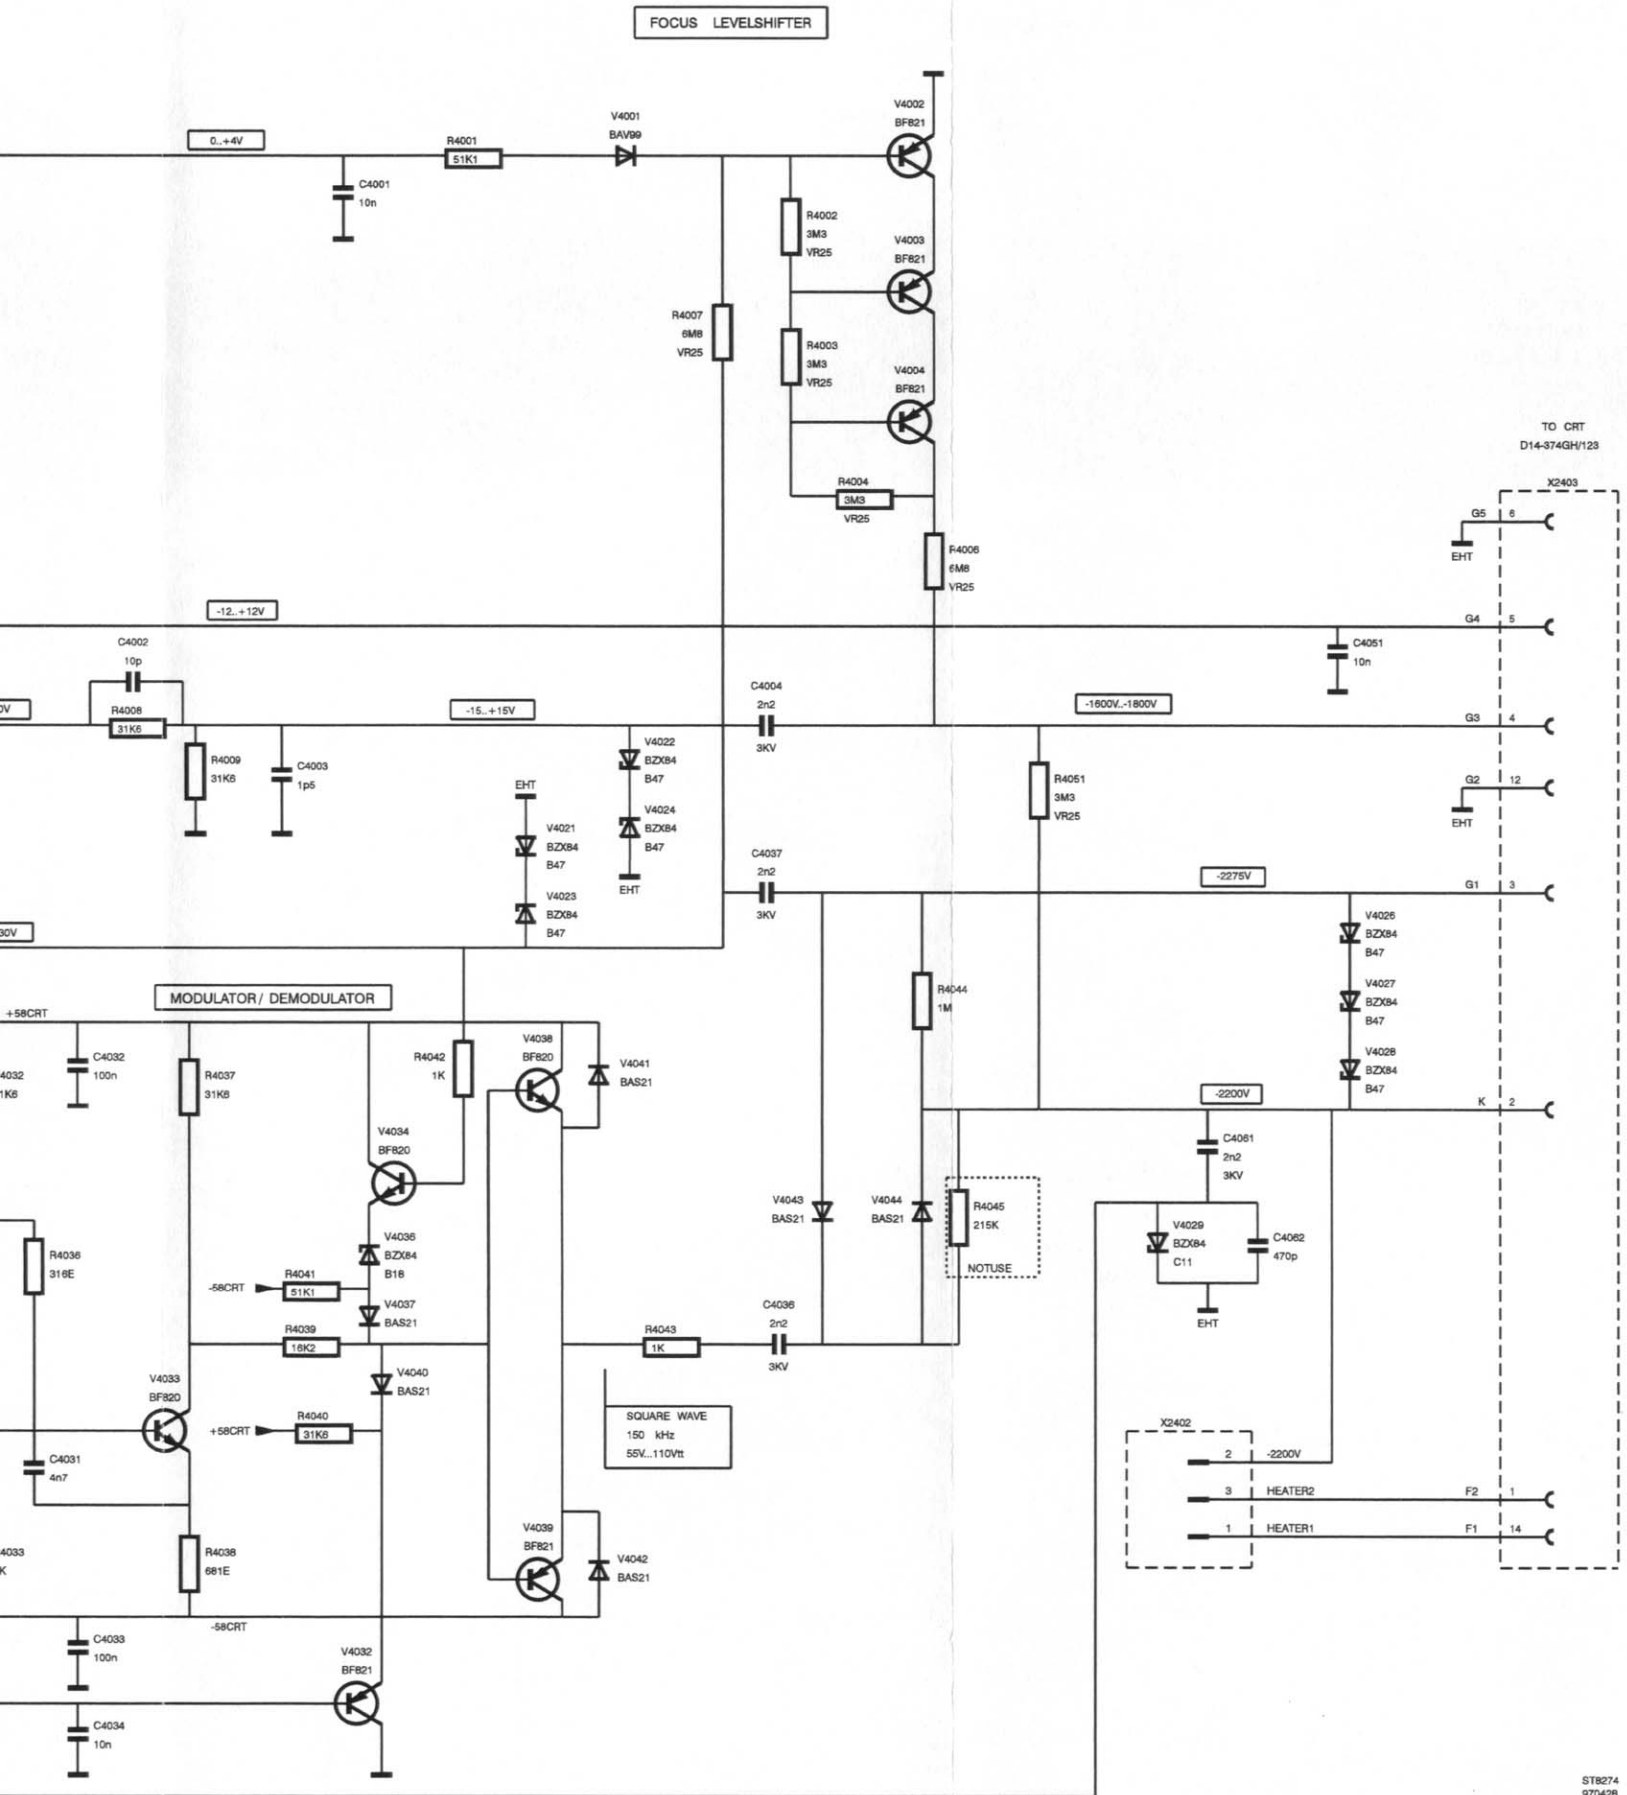 FOCUS LEVELSHIFTER
0..+4V
R4001
51K1
V4001
BAV99
V4002
BF821
C4001
10n
R4002
3M3
VR25
V4003
BF821
R4007
6M8
VR25
R4003
3M3
VR25
V4004
BF821
R4004
3M3
VR25
R4006
6M8
VR25
TO CRT
D14-374GH/123
X2403
G5
6
EHT
-12..+12V
G4
5
C4051
10n
C4002
10p
0V
R4008
31K6
-15..+15V
C4004
2n2
3KV
-1600V..-1800V
G3
4
R4009
31K6
C4003
1p5
V4022
BZX84
B47
V4024
BZX84
B47
EHT
EHT
V4021
BZX84
B47
V4023
BZX84
B47
R4051
3M3
VR25
G2
12
EHT
C4037
2n2
3KV
-2275V
G1
3
30V
V4026
BZX84
B47
V4027
BZX84
B47
V4028
BZX84
B47
MODULATOR/ DEMODULATOR
+58CRT
R4044
1M
C4032
100n
4032
1K6
R4037
31K6
R4042
1K
V4038
BF820
V4041
BAS21
-2200V
K
2
V4034
BF820
C4061
2n2
3KV
V4043
BAS21
V4044
BAS21
R4045
215K
NOTUSE
V4029
BZX84
C11
C4062
470p
EHT
R4036
316E
V4036
BZX84
B18
-58CRT
R4041
51K1
V4037
BAS21
R4039
16K2
R4043
1K
C4036
2n2
3KV
V4033
BF820
V4040
BAS21
+58CRT
R4040
31K6
SQUARE WAVE
150 kHz
55V...110Vtt
C4031
4n7
X2402
2
-2200V
3
HEATER2
F2
1
1
HEATER1
F1
14
4033
K
R4038
681E
V4039
BF821
V4042
BAS21
-58CRT
C4033
100n
V4032
BF821
C4034
10n
ST8274
970428